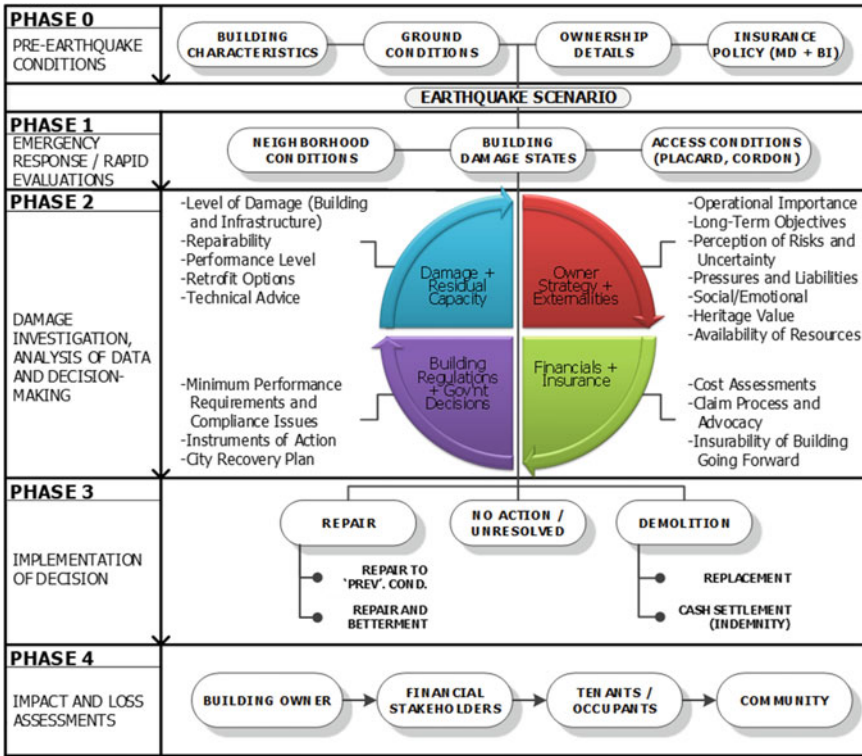 PHASE 0
PRE-EARTHQUAKE
CONDITIONS
BUILDING
CHARACTERISTICS
GROUND
CONDITIONS
OWNERSHIP
DETAILS
INSURANCE
POLICY (MD + BI)
EARTHQUAKE SCENARIO
PHASE 1
EMERGENCY
RESPONSE / RAPID
EVALUATIONS
NEIGHBORHOOD
CONDITIONS
BUILDING
DAMAGE STATES
ACCESS CONDITIONS
(PLACARD, CORDON)
PHASE 2
DAMAGE
INVESTIGATION,
ANALYSIS OF DATA
AND DECISION-
MAKING
-Level of Damage (Building
and Infrastructure)
-Repairability
-Performance Level
-Retrofit Options
-Technical Advice
Damage +
Residual
Capacity
Owner
Strategy +
Externalities
-Operational Importance
-Long-Term Objectives
-Perception of Risks and
Uncertainty
-Pressures and Liabilities
-Social/Emotional
-Heritage Value
-Availability of Resources
-Minimum Performance
Requirements and
Compliance Issues
-Instruments of Action
-City Recovery Plan
Building
Regulations
+ Gov'nt
Decisions
Financials +
Insurance
-Cost Assessments
-Claim Process and
Advocacy
-Insurability of Building
Going Forward
PHASE 3
IMPLEMENTATION
OF DECISION
REPAIR
REPAIR TO
'PREV'. COND.
REPAIR AND
BETTERMENT
NO ACTION /
UNRESOLVED
DEMOLITION
REPLACEMENT
CASH SETTLEMENT
(INDEMNITY)
PHASE 4
IMPACT AND LOSS
ASSESSMENTS
BUILDING OWNER
FINANCIAL
STAKEHOLDERS
TENANTS /
OCCUPANTS
COMMUNITY